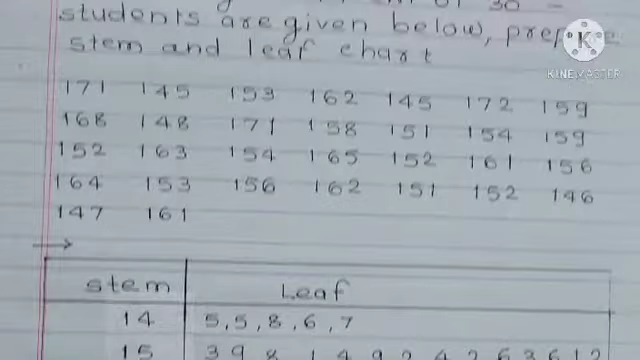 30 -
students are given below,
stem and leaf chart
K
KINEMASTER
171 145 153 162 145 172 159
168 148 171 158 151 154 159
152 163 154 165 152 161 156
164 153 156 162 151 152 146
147 161
stem Leaf
14 5, 5, 8, 6, 7
15